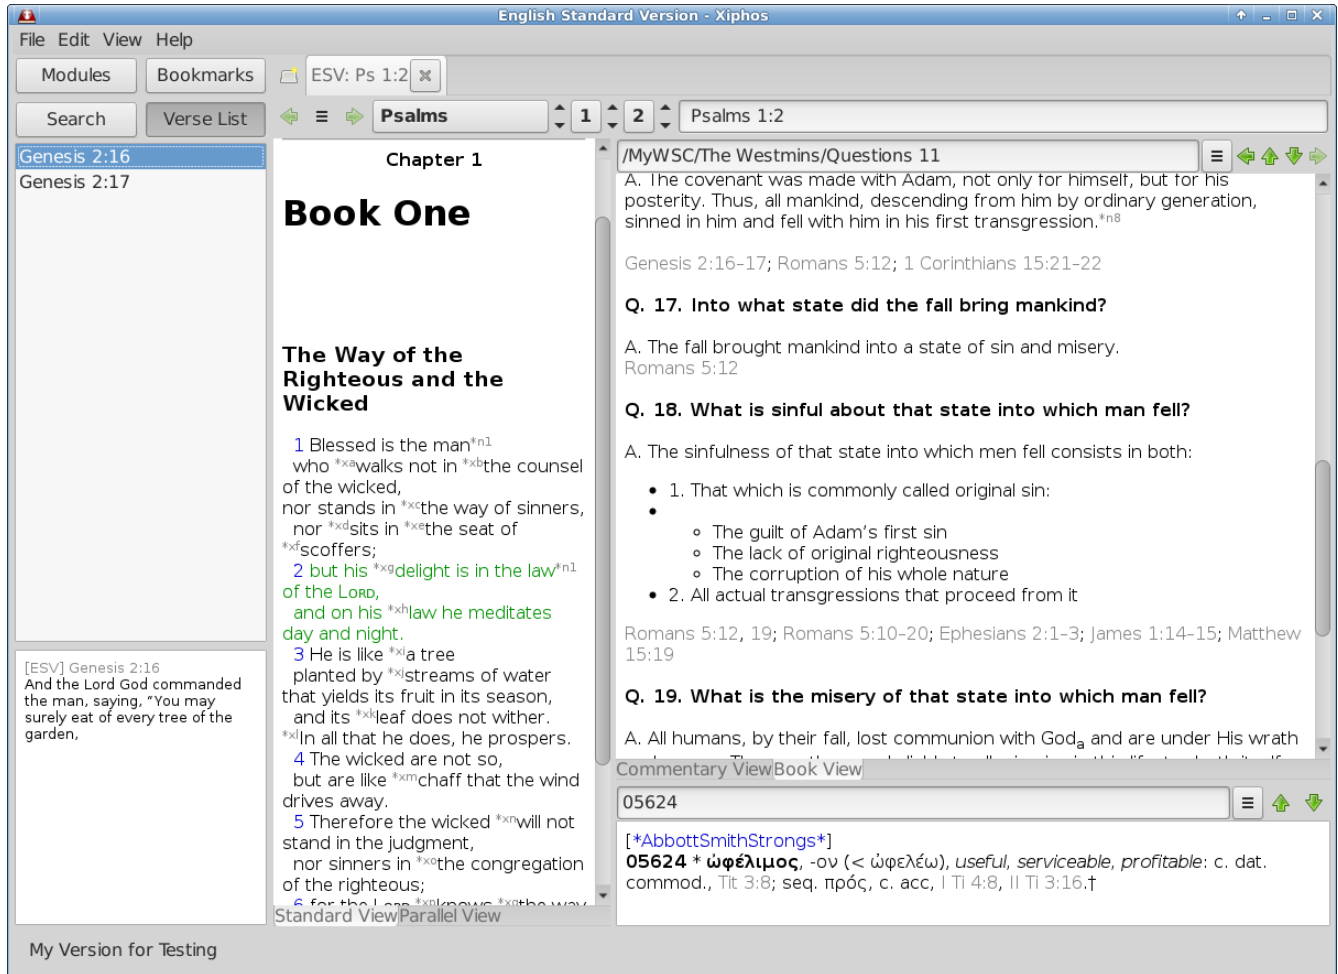 English Standard Version - Xiphos
File Edit View Help
Modules Bookmarks
ESV: Ps 1:2
Search Verse List
Psalms 1 2 Psalms 1:2
Genesis 2:16
Genesis 2:17
[ESV] Genesis 2:16
And the Lord God commanded
the man, saying, “You may
surely eat of every tree of the
garden,
Chapter 1
Book One
The Way of the
Righteous and the
Wicked
1 Blessed is the man*n1
who *xawalks not in *xbthe counsel
of the wicked,
nor stands in *xcthe way of sinners,
nor *xdsits in *xethe seat of
*xfscoffers;
2 but his *xgdelight is in the law*n1
of the Lord,
and on his *xhlaw he meditates
day and night.
3 He is like *xia tree
planted by *xjstreams of water
that yields its fruit in its season,
and its *xkleaf does not wither.
*xlIn all that he does, he prospers.
4 The wicked are not so,
but are like *xmchaff that the wind
drives away.
5 Therefore the wicked *xnwill not
stand in the judgment,
nor sinners in *xothe congregation
of the righteous;
6 for the Lord *xpknows *xqthe way
Standard View Parallel View
/MyWSC/The Westmins/Questions 11
A. The covenant was made with Adam, not only for himself, but for his
posterity. Thus, all mankind, descending from him by ordinary generation,
sinned in him and fell with him in his first transgression.*n8
Genesis 2:16–17; Romans 5:12; 1 Corinthians 15:21–22
Q. 17. Into what state did the fall bring mankind?
A. The fall brought mankind into a state of sin and misery.
Romans 5:12
Q. 18. What is sinful about that state into which man fell?
A. The sinfulness of that state into which men fell consists in both:
• 1. That which is commonly called original sin:
•
◦ The guilt of Adam’s first sin
◦ The lack of original righteousness
◦ The corruption of his whole nature
• 2. All actual transgressions that proceed from it
Romans 5:12, 19; Romans 5:10–20; Ephesians 2:1–3; James 1:14–15; Matthew
15:19
Q. 19. What is the misery of that state into which man fell?
A. All humans, by their fall, lost communion with Goda and are under His wrath
Commentary View Book View
05624
[*AbbottSmithStrongs*]
05624 * ὠφέλιμος, -ον (< ὠφελέω), useful, serviceable, profitable: c. dat.
commod., Tit 3:8; seq. πρός, c. acc, I Ti 4:8, II Ti 3:16.†
My Version for Testing